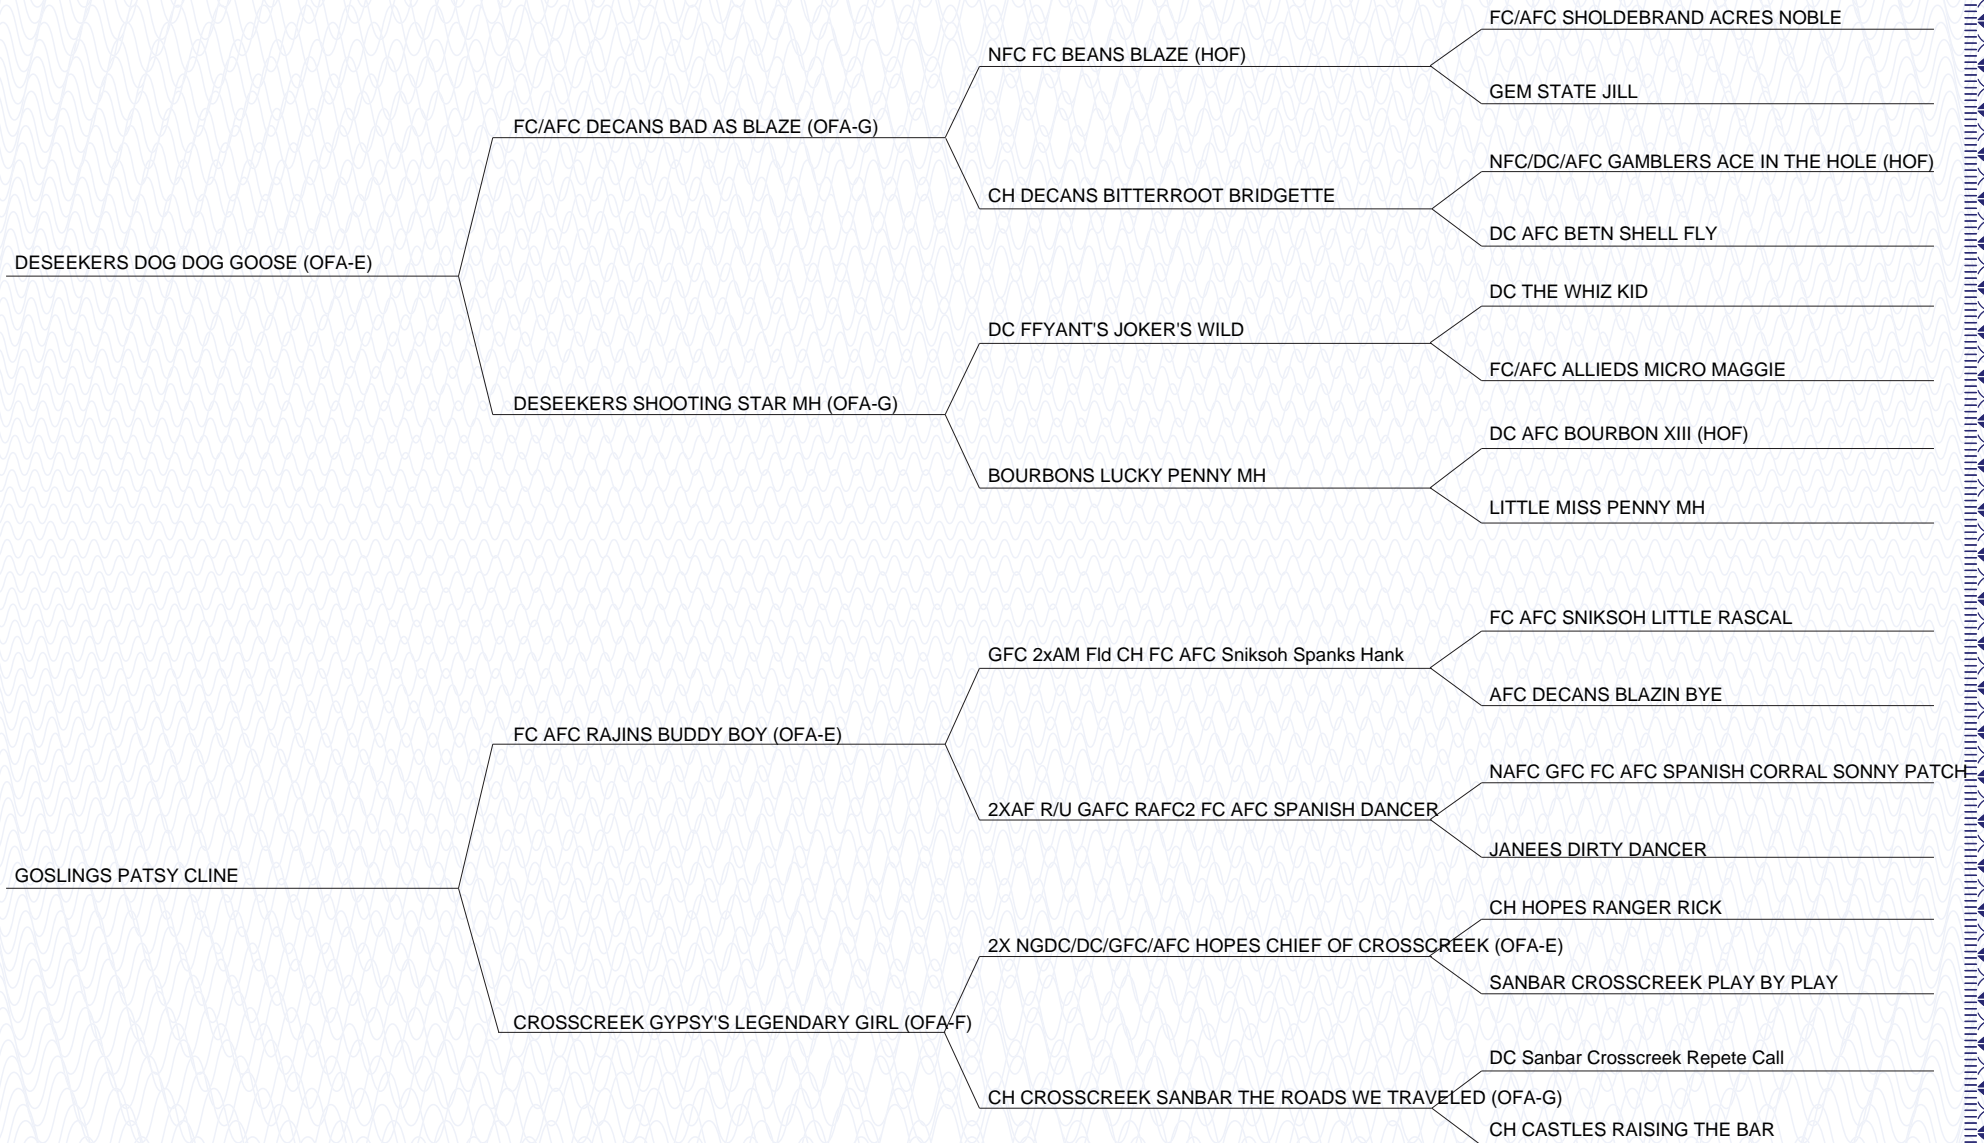 FC/AFC SHOLDEBRAND ACRES NOBLE
NFC FC BEANS BLAZE (HOF)
GEM STATE JILL
FC/AFC DECANS BAD AS BLAZE (OFA-G)
NFC/DC/AFC GAMBLERS ACE IN THE HOLE (HOF)
CH DECANS BITTERROOT BRIDGETTE
DC AFC BETN SHELL FLY
DESEEKERS DOG DOG GOOSE (OFA-E)
DC THE WHIZ KID
DC FFYANT'S JOKER'S WILD
FC/AFC ALLIEDS MICRO MAGGIE
DESEEKERS SHOOTING STAR MH (OFA-G)
DC AFC BOURBON XIII (HOF)
BOURBONS LUCKY PENNY MH
LITTLE MISS PENNY MH
FC AFC SNIKSOH LITTLE RASCAL
GFC 2xAM Fld CH FC AFC Sniksoh Spanks Hank
AFC DECANS BLAZIN BYE
FC AFC RAJINS BUDDY BOY (OFA-E)
NAFC GFC FC AFC SPANISH CORRAL SONNY PATCH
2XAF R/U GAFC RAFC2 FC AFC SPANISH DANCER
JANEES DIRTY DANCER
GOSLINGS PATSY CLINE
CH HOPES RANGER RICK
2X NGDC/DC/GFC/AFC HOPES CHIEF OF CROSSCREEK (OFA-E)
SANBAR CROSSCREEK PLAY BY PLAY
CROSSCREEK GYPSY'S LEGENDARY GIRL (OFA-F)
DC Sanbar Crosscreek Repete Call
CH CROSSCREEK SANBAR THE ROADS WE TRAVELED (OFA-G)
CH CASTLES RAISING THE BAR